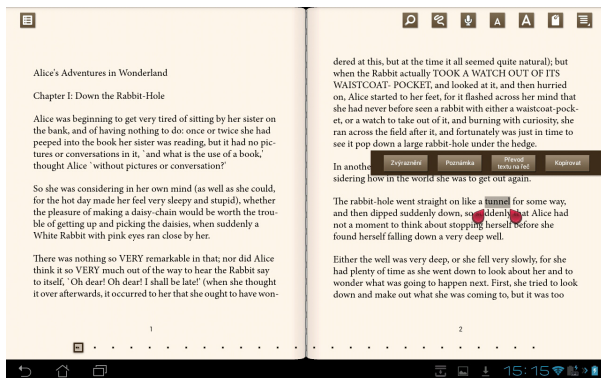 A A
Alice's Adventures in Wonderland
Chapter I: Down the Rabbit-Hole
Alice was beginning to get very tired of sitting by her sister on
the bank, and of having nothing to do: once or twice she had
peeped into the book her sister was reading, but it had no pic-
tures or conversations in it, `and what is the use of a book,'
thought Alice `without pictures or conversation?'
So she was considering in her own mind (as well as she could,
for the hot day made her feel very sleepy and stupid), whether
the pleasure of making a daisy-chain would be worth the trou-
ble of getting up and picking the daisies, when suddenly a
White Rabbit with pink eyes ran close by her.
There was nothing so VERY remarkable in that; nor did Alice
think it so VERY much out of the way to hear the Rabbit say
to itself, `Oh dear! Oh dear! I shall be late!' (when she thought
it over afterwards, it occurred to her that she ought to have won-
1
dered at this, but at the time it all seemed quite natural); but
when the Rabbit actually TOOK A WATCH OUT OF ITS
WAISTCOAT- POCKET, and looked at it, and then hurried
on, Alice started to her feet, for it flashed across her mind that
she had never before seen a rabbit with either a waistcoat-pock-
et, or a watch to take out of it, and burning with curiosity, she
ran across the field after it, and fortunately was just in time to
see it pop down a large rabbit-hole under the hedge.
Zvýraznění Poznámka Převod textu na řeč Kopírovat
In anothe
sidering how in the world she was to get out again.
The rabbit-hole went straight on like a tunnel for some way,
and then dipped suddenly down, so suddenly that Alice had
not a moment to think about stopping herself before she
found herself falling down a very deep well.
Either the well was very deep, or she fell very slowly, for she
had plenty of time as she went down to look about her and to
wonder what was going to happen next. First, she tried to look
down and make out what she was coming to, but it was too
2
15:15